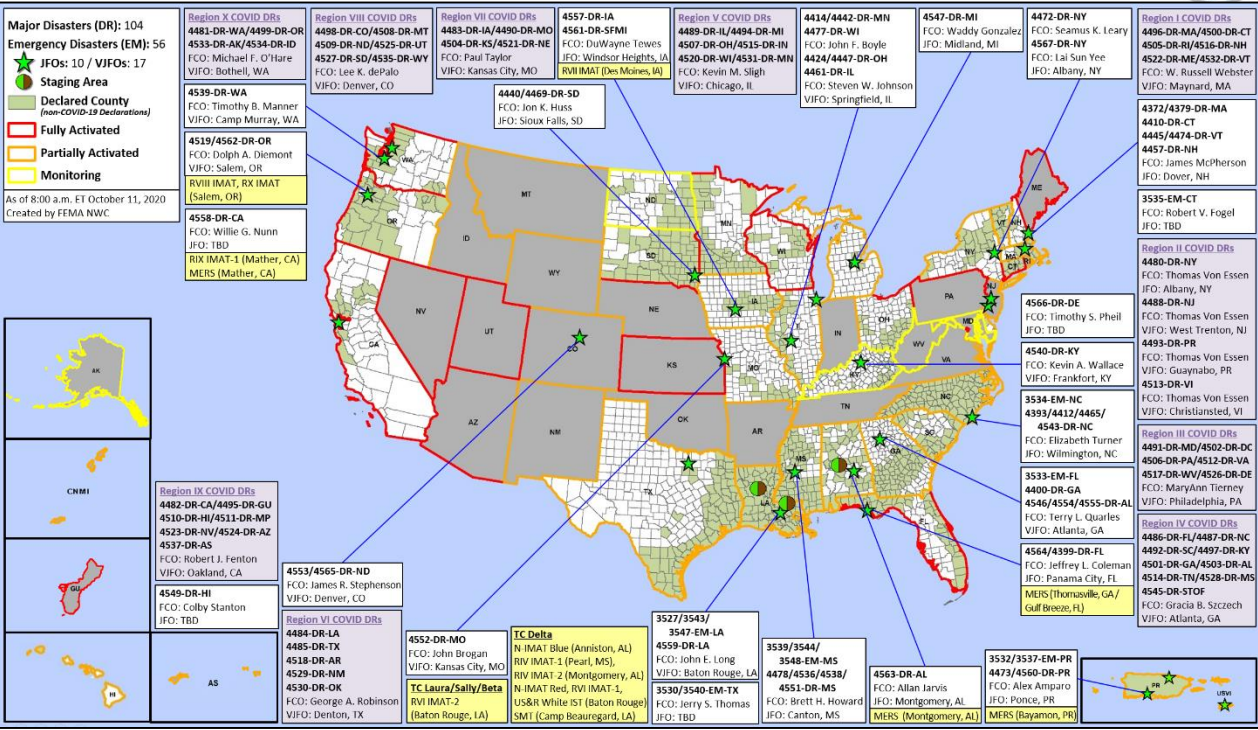 Major Disasters (DR): 104
Emergency Disasters (EM): 56
JFOs: 10 / VJFOs: 17
Staging Area
Declared County
(non-COVID-19 Declarations)
Fully Activated
Partially Activated
Monitoring
As of 8:00 a.m. ET October 11, 2020
Created by FEMA NWC
Region X COVID DRs
4481-DR-WA/4499-DR-OR
4533-DR-AK/4534-DR-ID
FCO: Michael F. O'Hare
VJFO: Bothell, WA
Region VIII COVID DRs
4498-DR-CO/4508-DR-MT
4509-DR-ND/4525-DR-UT
4527-DR-SD/4535-DR-WY
FCO: Lee K. dePalo
VJFO: Denver, CO
Region VII COVID DRs
4483-DR-IA/4490-DR-MO
4504-DR-KS/4521-DR-NE
FCO: Paul Taylor
VJFO: Kansas City, MO
4557-DR-IA
4561-DR-SFMI
FCO: DuWayne Tewes
JFO: Windsor Heights, IA
RVII IMAT (Des Moines, IA)
Region V COVID DRs
4489-DR-IL/4494-DR-MI
4507-DR-OH/4515-DR-IN
4520-DR-WI/4531-DR-MN
FCO: Kevin M. Sligh
VJFO: Chicago, IL
4414/4442-DR-MN
4477-DR-WI
FCO: John F. Boyle
4424/4447-DR-OH
4461-DR-IL
FCO: Steven W. Johnson
VJFO: Springfield, IL
4547-DR-MI
FCO: Waddy Gonzalez
JFO: Midland, MI
4472-DR-NY
FCO: Seamus K. Leary
4567-DR-NY
FCO: Lai Sun Yee
JFO: Albany, NY
Region I COVID DRs
4496-DR-MA/4500-DR-CT
4505-DR-RI/4516-DR-NH
4522-DR-ME/4532-DR-VT
FCO: W. Russell Webster
VJFO: Maynard, MA
4539-DR-WA
FCO: Timothy B. Manner
VJFO: Camp Murray, WA
4519/4562-DR-OR
FCO: Dolph A. Diemont
VJFO: Salem, OR
RVIII IMAT, RX IMAT
(Salem, OR)
4558-DR-CA
FCO: Willie G. Nunn
JFO: TBD
RIX IMAT-1 (Mather, CA)
MERS (Mather, CA)
4440/4469-DR-SD
FCO: Jon K. Huss
JFO: Sioux Falls, SD
4372/4379-DR-MA
4410-DR-CT
4445/4474-DR-VT
4457-DR-NH
FCO: James McPherson
JFO: Dover, NH
3535-EM-CT
FCO: Robert V. Fogel
JFO: TBD
Region II COVID DRs
4480-DR-NY
FCO: Thomas Von Essen
JFO: Albany, NY
4488-DR-NJ
FCO: Thomas Von Essen
VJFO: West Trenton, NJ
4493-DR-PR
FCO: Thomas Von Essen
VJFO: Guaynabo, PR
4513-DR-VI
FCO: Thomas Von Essen
VJFO: Christiansted, VI
4566-DR-DE
FCO: Timothy S. Pheil
JFO: TBD
4540-DR-KY
FCO: Kevin A. Wallace
VJFO: Frankfort, KY
3534-EM-NC
4393/4412/4465/
4543-DR-NC
FCO: Elizabeth Turner
JFO: Wilmington, NC
Region III COVID DRs
4491-DR-MD/4502-DR-DC
4506-DR-PA/4512-DR-VA
4517-DR-WV/4526-DR-DE
FCO: MaryAnn Tierney
VJFO: Philadelphia, PA
3533-EM-FL
4400-DR-GA
4546/4554/4555-DR-AL
FCO: Terry L. Quarles
VJFO: Atlanta, GA
4564/4399-DR-FL
FCO: Jeffrey L. Coleman
JFO: Panama City, FL
MERS (Thomasville, GA /
Gulf Breeze, FL)
Region IV COVID DRs
4486-DR-FL/4487-DR-NC
4492-DR-SC/4497-DR-KY
4501-DR-GA/4503-DR-AL
4514-DR-TN/4528-DR-MS
4545-DR-STOF
FCO: Gracia B. Szczech
VJFO: Atlanta, GA
WA
MT
ND
MN
ME
OR
ID
SD
WI
VT
NH
NY
MA
CT
RI
WY
IA
NE
PA
NJ
NV
UT
CO
KS
MO
IL
IN
OH
MD
WV
VA
KY
CA
AZ
NM
OK
AR
TN
NC
SC
TX
LA
MS
AL
GA
FL
AK
CNMI
GU
HI
AS
PR
USVI
Region IX COVID DRs
4482-DR-CA/4495-DR-GU
4510-DR-HI/4511-DR-MP
4523-DR-NV/4524-DR-AZ
4537-DR-AS
FCO: Robert J. Fenton
VJFO: Oakland, CA
4549-DR-HI
FCO: Colby Stanton
JFO: TBD
4553/4565-DR-ND
FCO: James R. Stephenson
VJFO: Denver, CO
Region VI COVID DRs
4484-DR-LA
4485-DR-TX
4518-DR-AR
4529-DR-NM
4530-DR-OK
FCO: George A. Robinson
VJFO: Denton, TX
4552-DR-MO
FCO: John Brogan
VJFO: Kansas City, MO
TC Laura/Sally/Beta
RVI IMAT-2
(Baton Rouge, LA)
TC Delta
N-IMAT Blue (Anniston, AL)
RIV IMAT-1 (Pearl, MS),
RIV IMAT-2 (Montgomery, AL)
N-IMAT Red, RVI IMAT-1,
US&R White IST (Baton Rouge)
SMT (Camp Beauregard, LA)
3527/3543/
3547-EM-LA
4559-DR-LA
FCO: John E. Long
VJFO: Baton Rouge, LA
3530/3540-EM-TX
FCO: Jerry S. Thomas
JFO: TBD
3539/3544/
3548-EM-MS
4478/4536/4538/
4551-DR-MS
FCO: Brett H. Howard
JFO: Canton, MS
4563-DR-AL
FCO: Allan Jarvis
JFO: Montgomery, AL
MERS (Montgomery, AL)
3532/3537-EM-PR
4473/4560-DR-PR
FCO: Alex Amparo
JFO: Ponce, PR
MERS (Bayamon, PR)